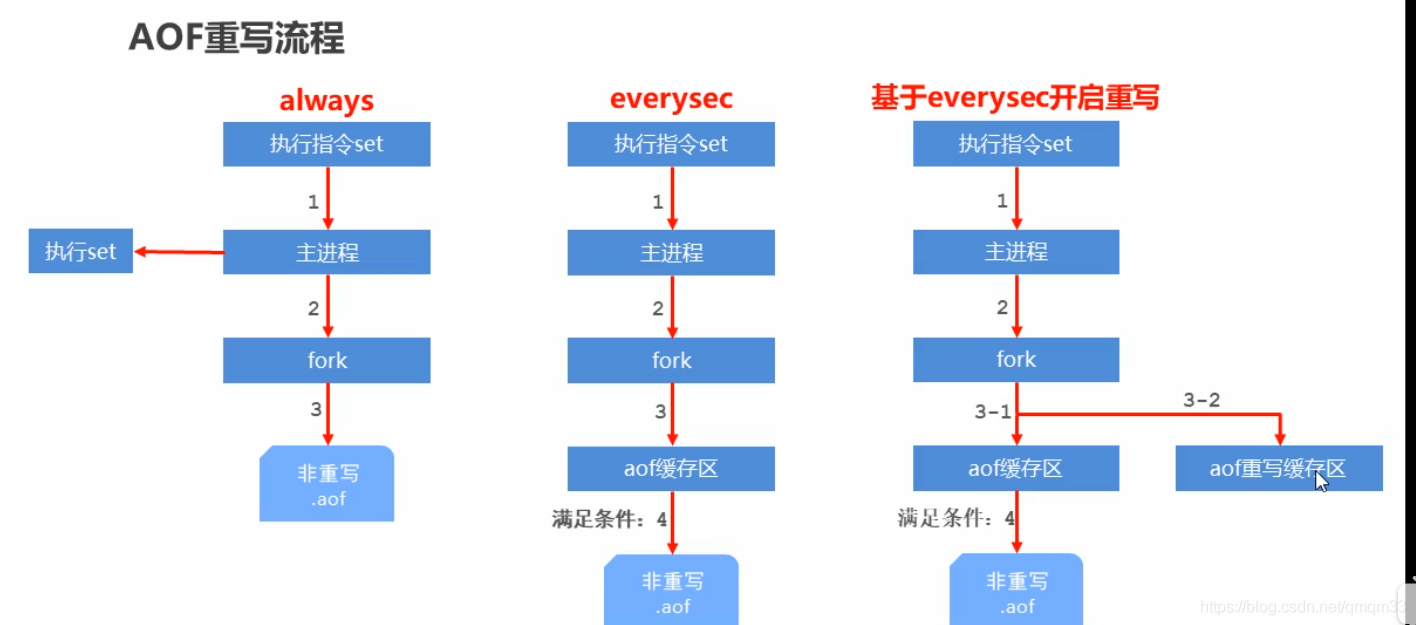 AOF重写流程
always
执行指令set
1
执行set
主进程
2
fork
3
非重写
.aof
everysec
执行指令set
1
主进程
2
fork
3
aof缓存区
满足条件：4
非重写
.aof
基于everysec开启重写
执行指令set
1
主进程
2
fork
3-1
3-2
aof缓存区
aof重写缓存区
满足条件：4
非重写
.aof
https://blog.csdn.net/qmqm33